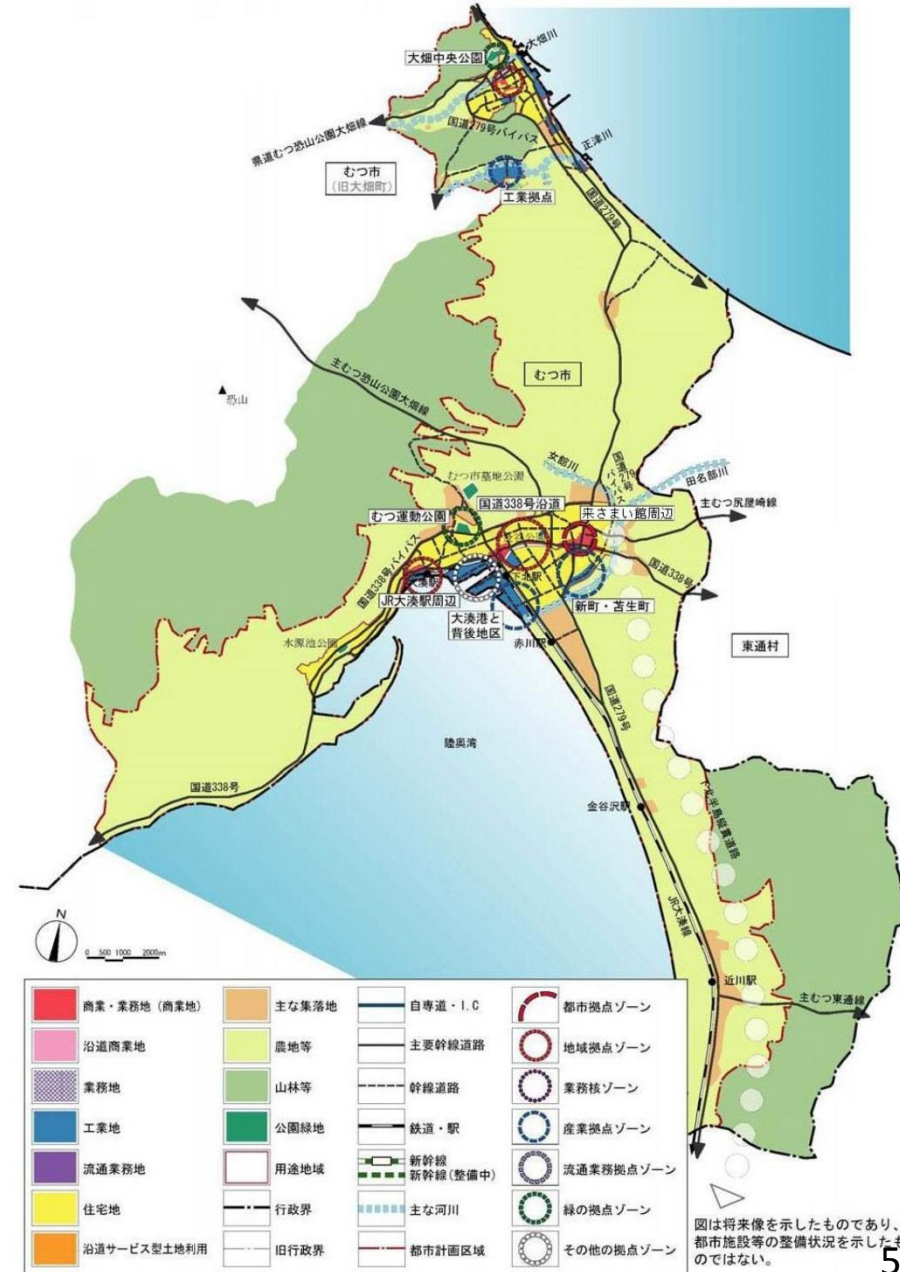 大畑川
大畑中央公園
国道279号バイパス
県道むつ恐山公園大畑線
正津川
むつ市
(旧大畑町)
工業拠点
国道279号
主むつ恐山公園大畑線
むつ市
恐山
女館川
国道279号バイパス
田名部川
むつ市墓地公園
国道338号沿道
むつ運動公園
来さまい館周辺
主むつ尻屋崎線
国道338号バイパス
下北駅
国道338号
JR大湊駅周辺
新町・苫生町
大湊港と
背後地区
赤川駅
水源池公園
東通村
国道279号
陸奥湾
国道338号
金谷沢駅
下北半島縦貫道路
JR大湊線
近川駅
主むつ東通線
N
0 500 1000 2000m
商業・業務地（商業地）
主な集落地
自専道・I.C
都市拠点ゾーン
沿道商業地
農地等
主要幹線道路
地域拠点ゾーン
業務地
山林等
幹線道路
業務核ゾーン
工業地
公園緑地
鉄道・駅
産業拠点ゾーン
流通業務地
用途地域
新幹線
新幹線(整備中)
流通業務拠点ゾーン
住宅地
行政界
主な河川
緑の拠点ゾーン
沿道サービス型土地利用
旧行政界
都市計画区域
その他の拠点ゾーン
図は将来像を示したものであり、
都市施設等の整備状況を示したも
のではない。
5